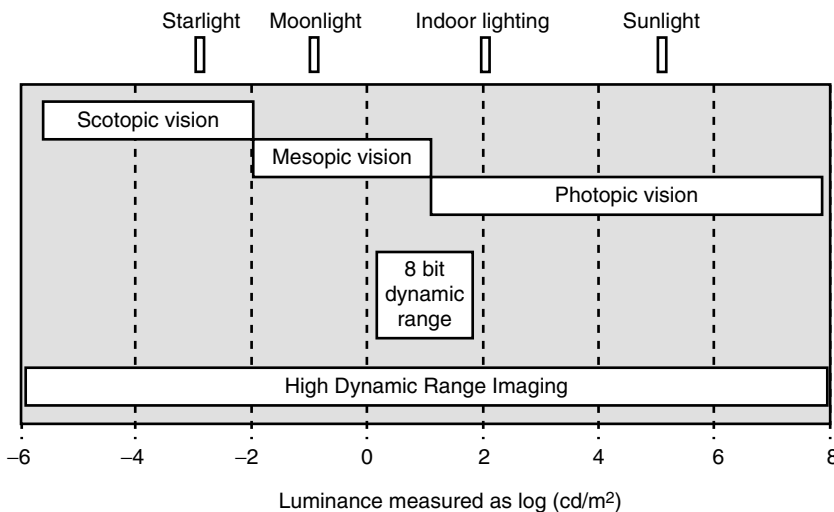 Starlight Moonlight Indoor lighting Sunlight
Scotopic vision
Mesopic vision
Photopic vision
8 bit
dynamic
range
High Dynamic Range Imaging
−6 −4 −2 0 2 4 6 8
Luminance measured as log (cd/m²)